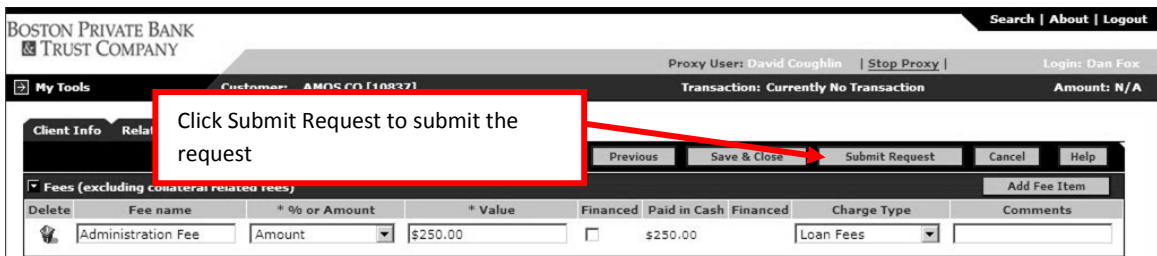 Search | About | Logout
BOSTON PRIVATE BANK
& TRUST COMPANY
Proxy User: David Coughlin | Stop Proxy | Login: Dan Fox
My Tools Customer: AMOS CO [10837] Transaction: Currently No Transaction Amount: N/A
Click Submit Request to submit the
request
Client Info Relat
Previous Save & Close Submit Request Cancel Help
Fees (excluding collateral related fees) Add Fee Item
Delete Fee name * % or Amount * Value Financed Paid in Cash Financed Charge Type Comments
Administration Fee Amount $250.00 $250.00 Loan Fees